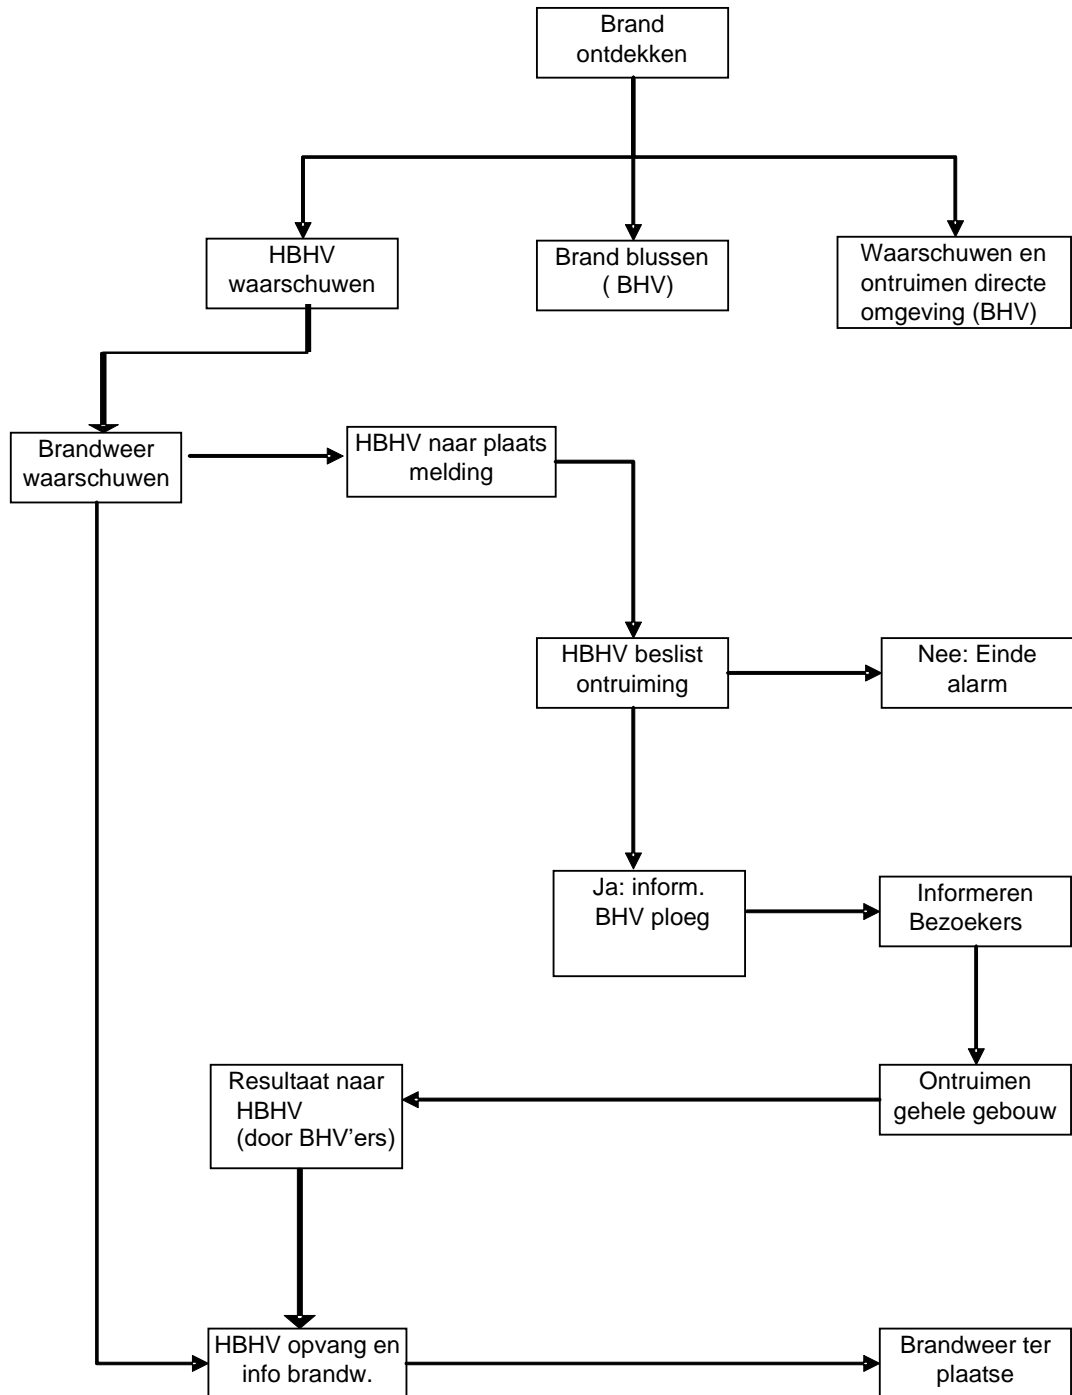 Brand
ontdekken
HBHV
waarschuwen
Brand blussen
( BHV)
Waarschuwen en
ontruimen directe
omgeving (BHV)
Brandweer
waarschuwen
HBHV naar plaats
melding
HBHV beslist
ontruiming
Nee: Einde
alarm
Ja: inform.
BHV ploeg
Informeren
Bezoekers
Resultaat naar
HBHV
(door BHV’ers)
Ontruimen
gehele gebouw
HBHV opvang en
info brandw.
Brandweer ter
plaatse